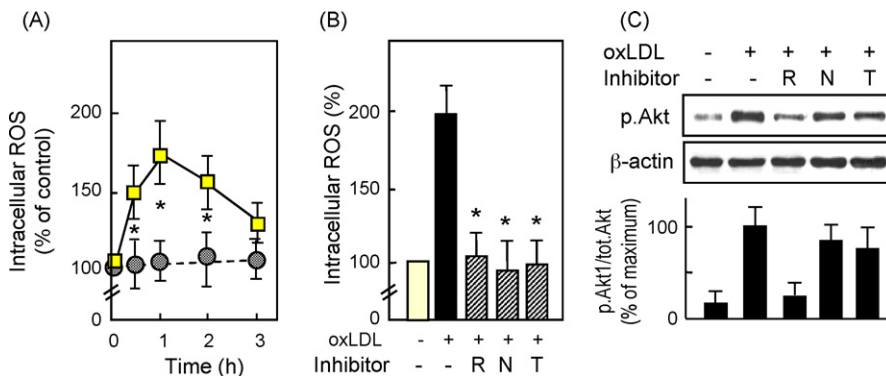 (A)
Intracellular ROS
(% of control)
200
150
100
0
0 1 2 3
Time (h)
* * *
(B)
Intracellular ROS (%)
200
100
0
* * *
oxLDL - + + + +
Inhibitor - - R N T
(C)
oxLDL - + + + +
Inhibitor - - R N T
p.Akt
β-actin
p.Akt1/tot.Akt
(% of maximum)
100
0